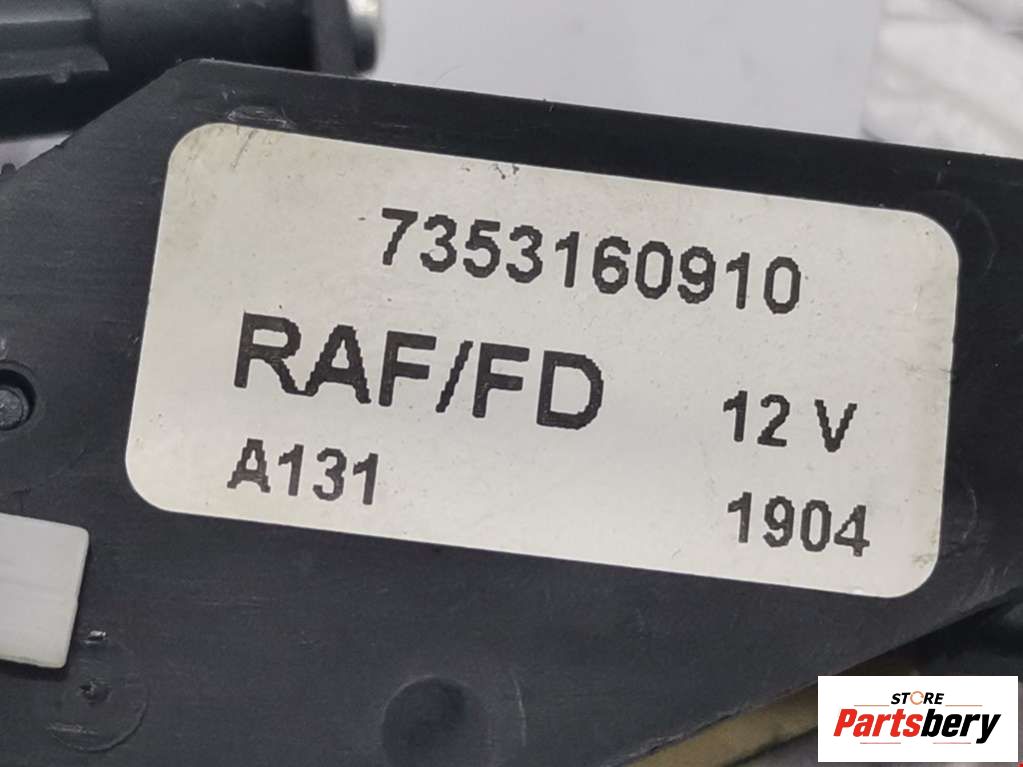 7353160910
RAF/FD
12 V
A131
1904
STORE
Partsbery